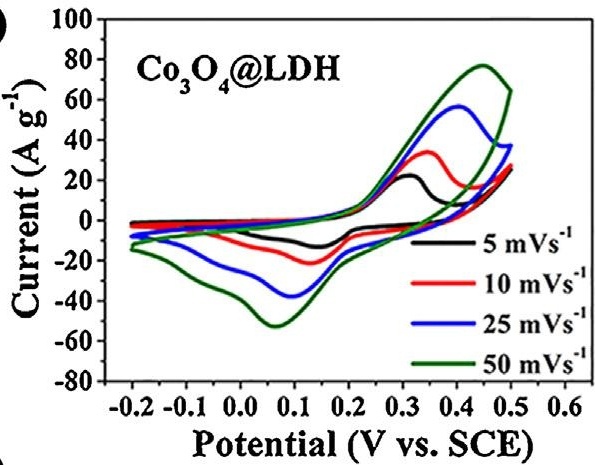 )
100
80
60
40
20
0
-20
-40
-60
-80
Current (A g⁻¹)
Co₃O₄@LDH
5 mVs⁻¹
10 mVs⁻¹
25 mVs⁻¹
50 mVs⁻¹
-0.2 -0.1 0.0 0.1 0.2 0.3 0.4 0.5 0.6
Potential (V vs. SCE)